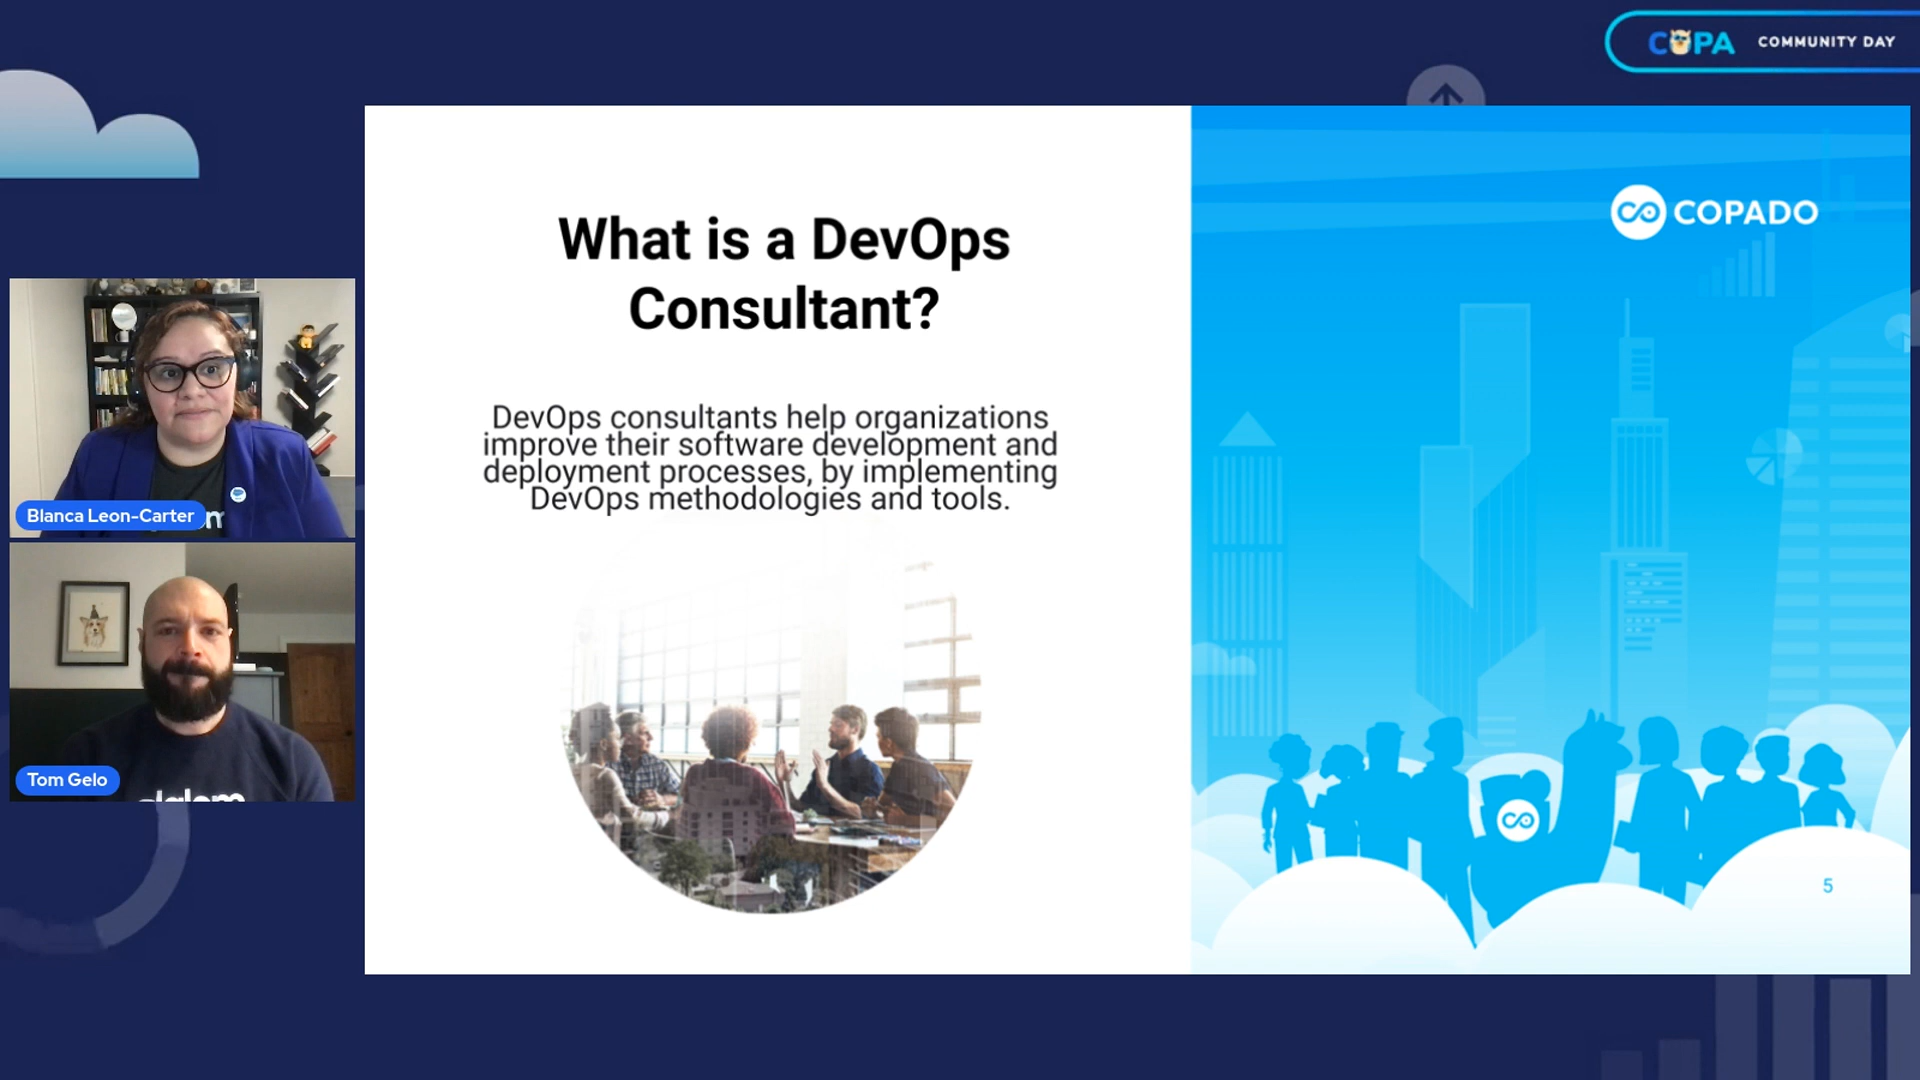 COPA COMMUNITY DAY
What is a DevOps
Consultant?
DevOps consultants help organizations
improve their software development and
deployment processes, by implementing
DevOps methodologies and tools.
COPADO
Blanca Leon-Carter
Tom Gelo
5